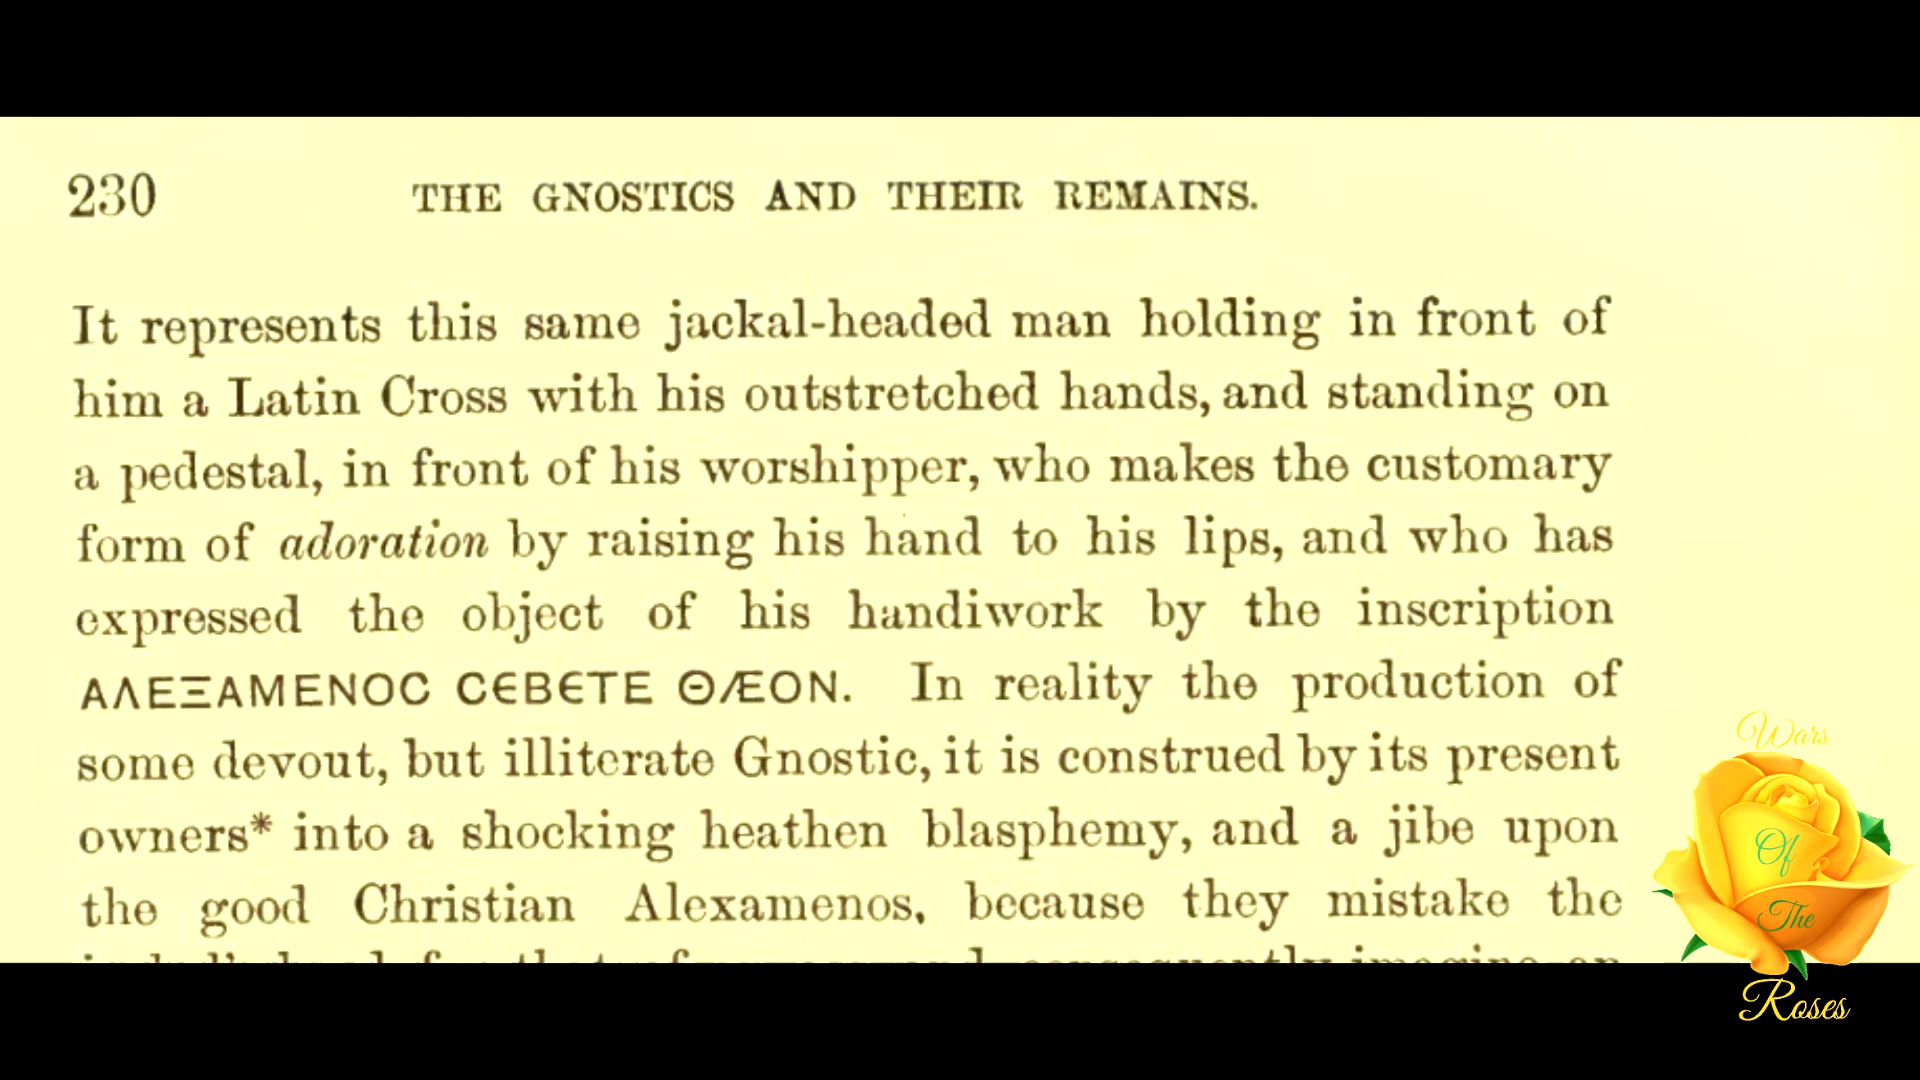 230 THE GNOSTICS AND THEIR REMAINS.
It represents this same jackal-headed man holding in front of
him a Latin Cross with his outstretched hands, and standing on
a pedestal, in front of his worshipper, who makes the customary
form of adoration by raising his hand to his lips, and who has
expressed the object of his handiwork by the inscription
ΑΛΕΞΑΜΕΝΟϹ ϹЄΒЄΤΕ ΘÆΟΝ. In reality the production of
some devout, but illiterate Gnostic, it is construed by its present
owners* into a shocking heathen blasphemy, and a jibe upon
the good Christian Alexamenos, because they mistake the
Wars
Of
The
Roses